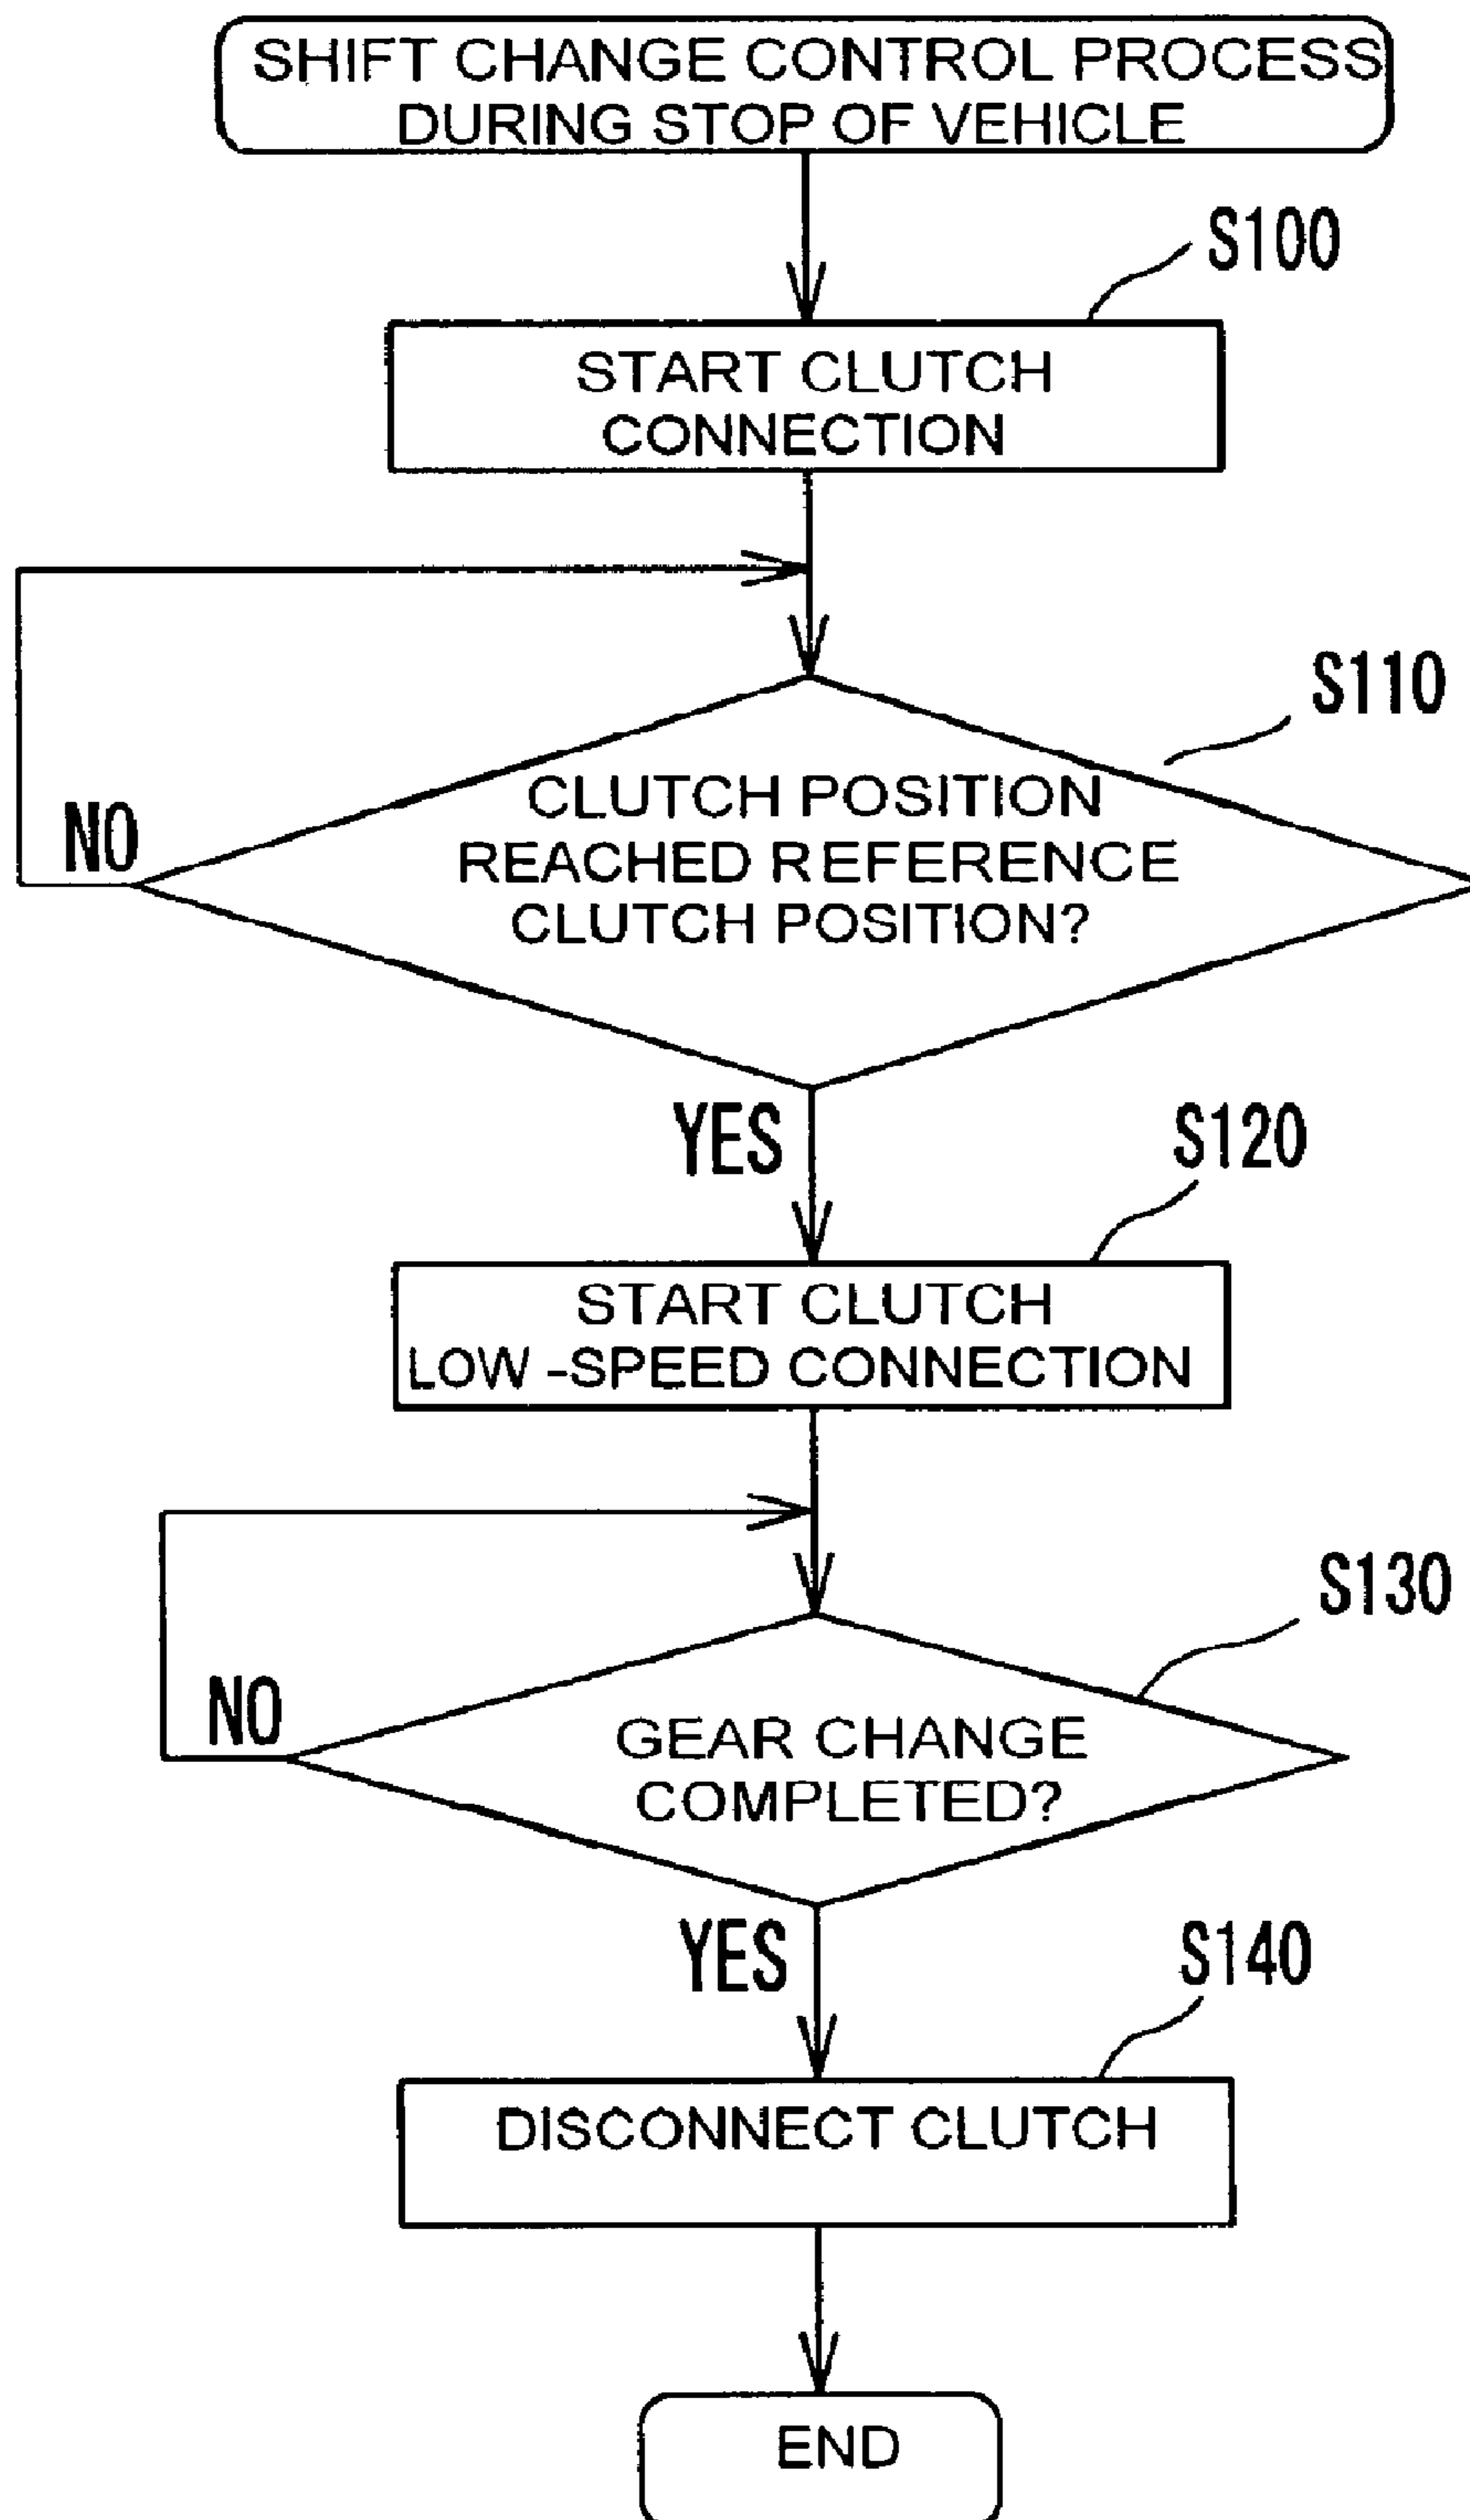 SHIFT CHANGE CONTROL PROCESS
DURING STOP OF VEHICLE
S100
START CLUTCH
CONNECTION
S110
CLUTCH POSITION
REACHED REFERENCE
CLUTCH POSITION?
NO
YES
S120
START CLUTCH
LOW -SPEED CONNECTION
S130
GEAR CHANGE
COMPLETED?
NO
YES
S140
DISCONNECT CLUTCH
END